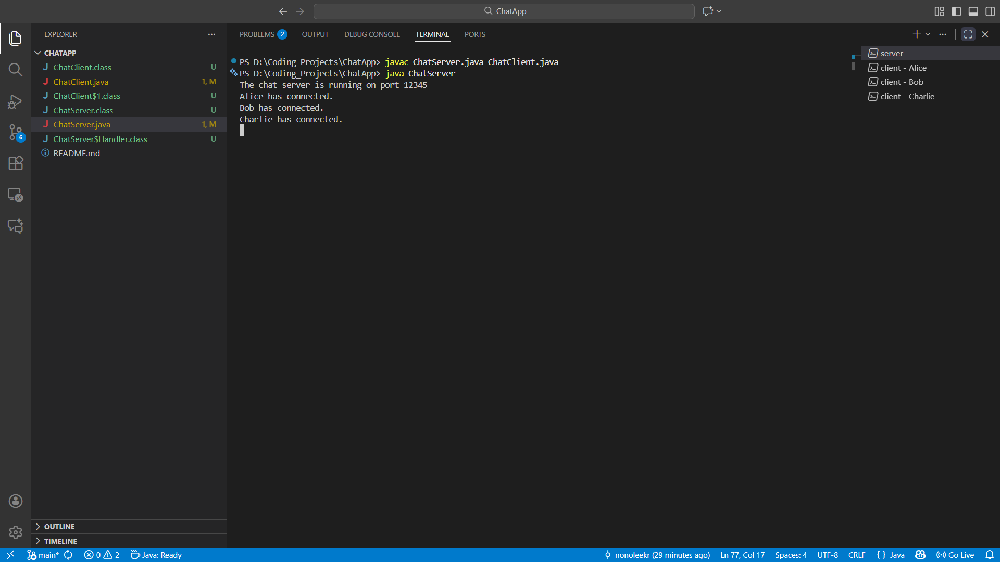 ChatApp
EXPLORER
CHATAPP
ChatClient.class U
ChatClient.java 1, M
ChatClient$1.class U
ChatServer.class U
ChatServer.java 1, M
ChatServer$Handler.class U
README.md
OUTLINE
TIMELINE
PROBLEMS 2 OUTPUT DEBUG CONSOLE TERMINAL PORTS
PS D:\Coding_Projects\ChatApp> javac ChatServer.java ChatClient.java
PS D:\Coding_Projects\ChatApp> java ChatServer
The chat server is running on port 12345
Alice has connected.
Bob has connected.
Charlie has connected.
server
client - Alice
client - Bob
client - Charlie
6
main* 0 2 Java: Ready nonoleekr (29 minutes ago) Ln 77, Col 17 Spaces: 4 UTF-8 CRLF { } Java Go Live